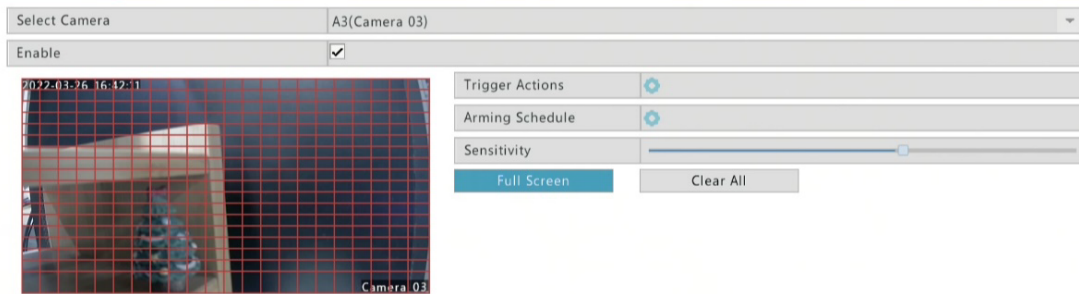 Select Camera
A3(Camera 03)
Enable
2022-03-26 16:42:11
Trigger Actions
Arming Schedule
Sensitivity
Full Screen
Clear All
Camera 03